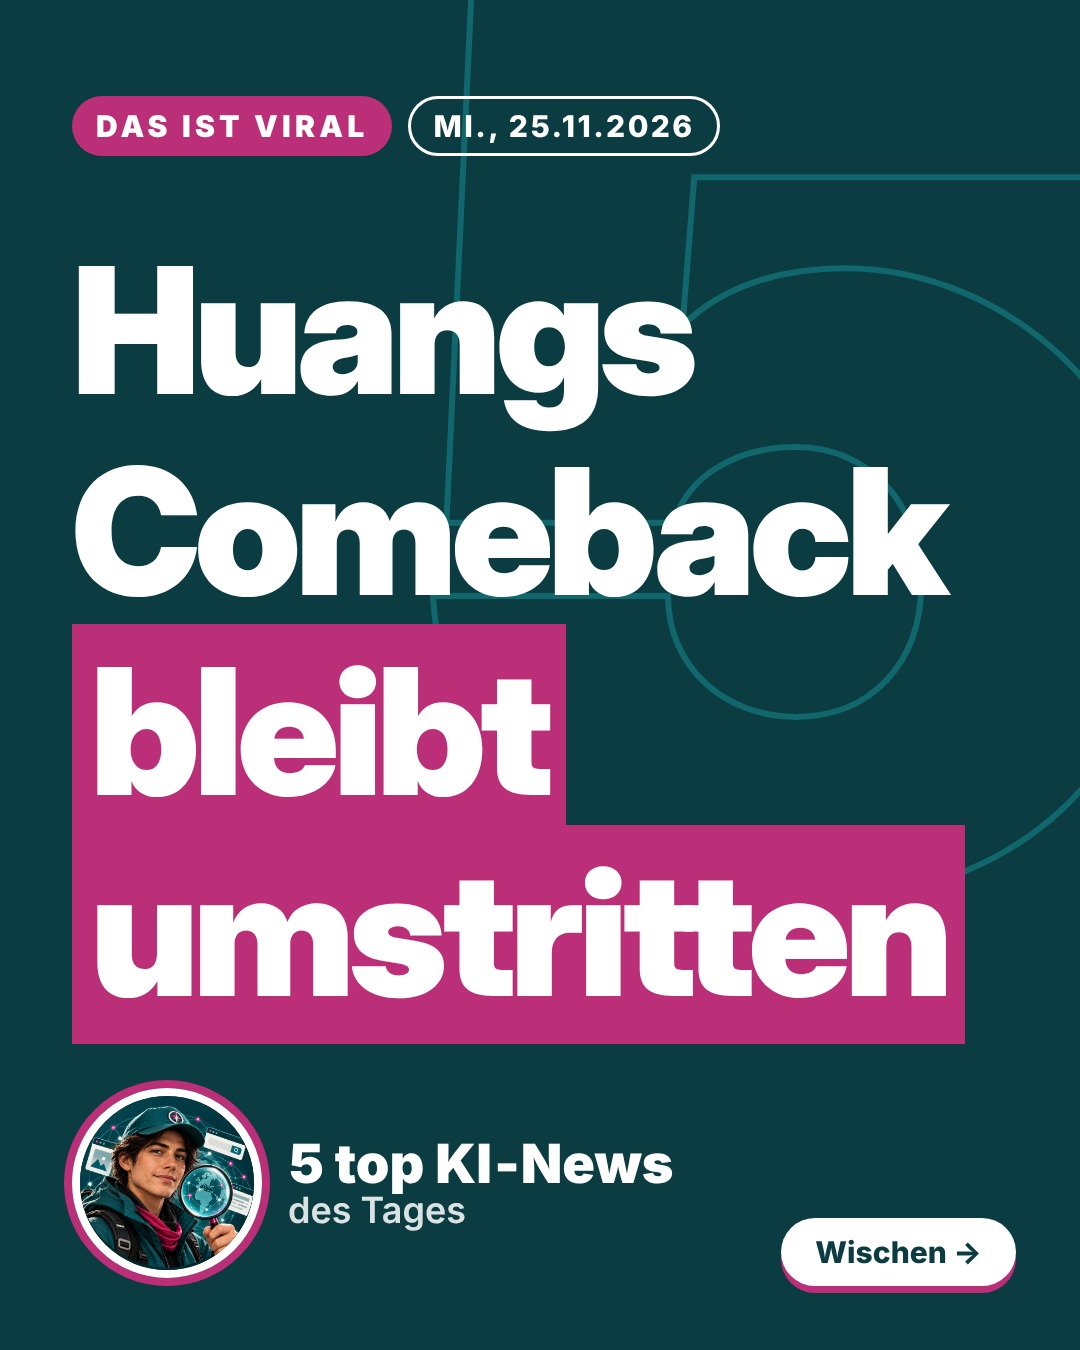 DAS IST VIRAL
MI., 25.11.2026
Huangs
Comeback
bleibt
umstritten
5 top KI-News
des Tages
Wischen →